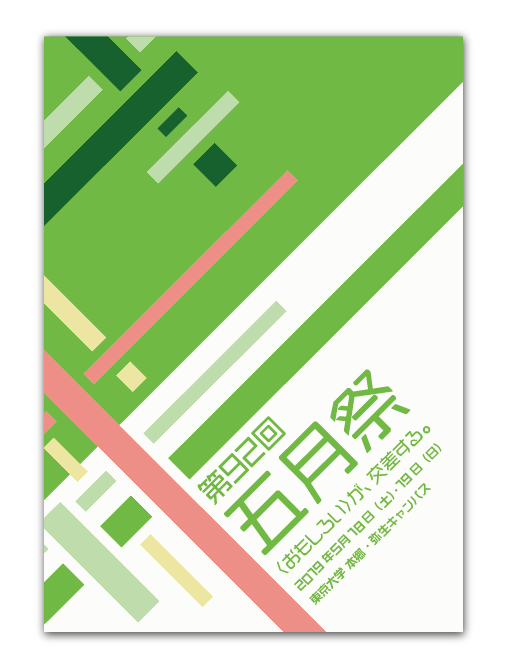 第92回
五月祭
〈おもしろい〉が、交差する。
2019年5月18日（土）・19日（日）
東京大学 本郷・弥生キャンパス